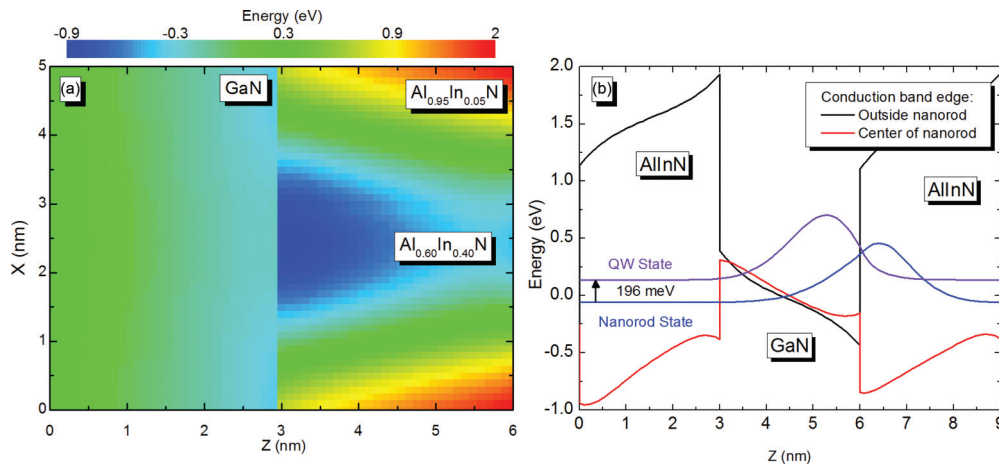 Energy (eV)
-0.9 -0.3 0.3 0.9 2
(a)
GaN
Al0.95In0.05N
Al0.60In0.40N
5
4
3
2
1
0
X (nm)
0 1 2 3 4 5 6
Z (nm)
(b)
Conduction band edge:
Outside nanorod
Center of nanorod
AlInN
AlInN
QW State
196 meV
Nanorod State
GaN
2.0
1.5
1.0
0.5
0.0
-0.5
-1.0
Energy (eV)
0 1 2 3 4 5 6 7 8 9
Z (nm)